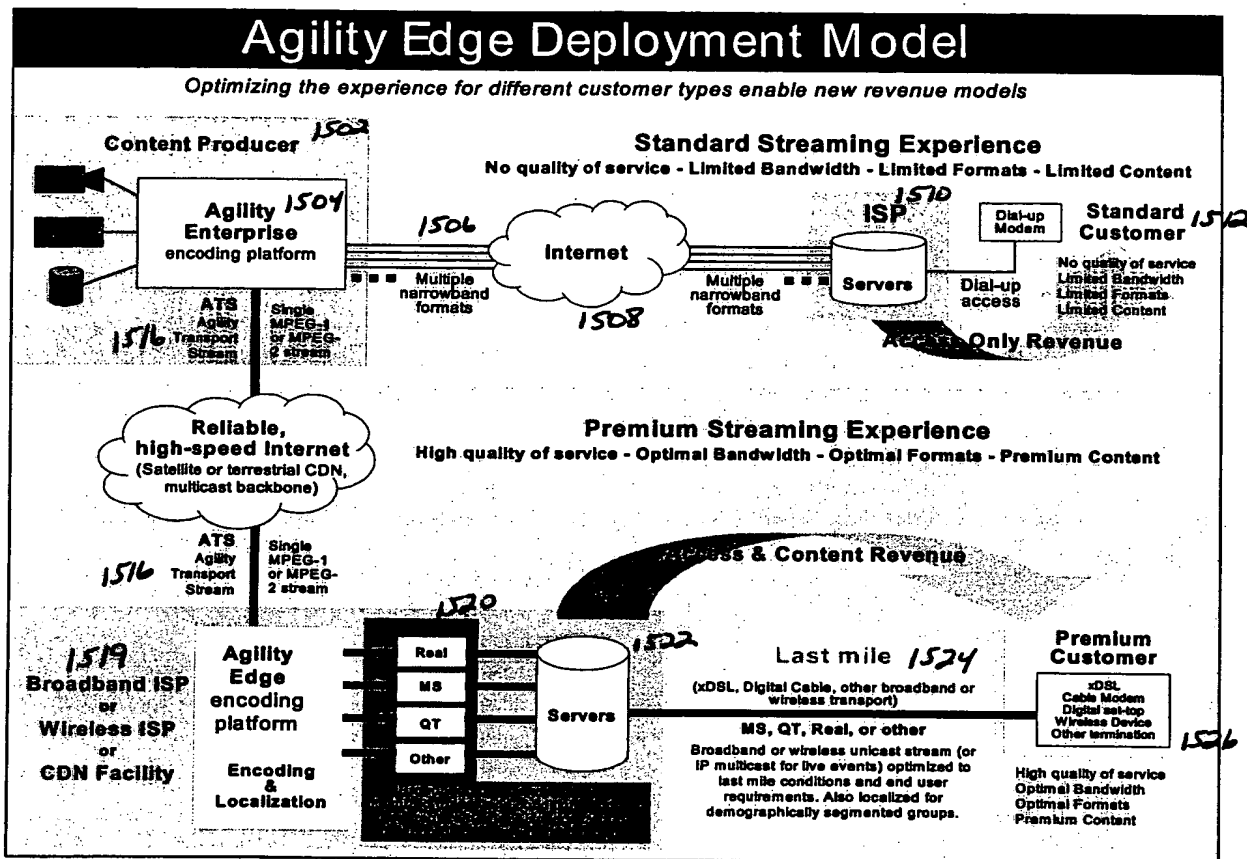 Agility Edge Deployment Model
Optimizing the experience for different customer types enable new revenue models
Content Producer
1502
Agility
Enterprise
encoding platform
1504
ATS
Agility
Transport
Stream
1516
Single
MPEG-1
or MPEG-
2 stream
1506
Multiple
narrowband
formats
Standard Streaming Experience
No quality of service - Limited Bandwidth - Limited Formats - Limited Content
Internet
1508
Multiple
narrowband
formats
1510
ISP
Servers
Dial-up
Modem
Dial-up
access
Standard
Customer
1512
No quality of service
Limited Bandwidth
Limited Formats
Limited Content
Access Only Revenue
Reliable,
high-speed Internet
(Satellite or terrestrial CDN,
multicast backbone)
Premium Streaming Experience
High quality of service - Optimal Bandwidth - Optimal Formats - Premium Content
ATS
Agility
Transport
Stream
1516
Single
MPEG-1
or MPEG-
2 stream
Access & Content Revenue
1519
Broadband ISP
or
Wireless ISP
or
CDN Facility
Agility
Edge
encoding
platform
Encoding
&
Localization
1520
Real
MS
QT
Other
1522
Servers
Last mile 1524
(xDSL, Digital Cable, other broadband or
wireless transport)
MS, QT, Real, or other
Broadband or wireless unicast stream (or
IP multicast for live events) optimized to
last mile conditions and end user
requirements. Also localized for
demographically segmented groups.
Premium
Customer
xDSL
Cable Modem
Digital set-top
Wireless Device
Other termination
1526
High quality of service
Optimal Bandwidth
Optimal Formats
Premium Content